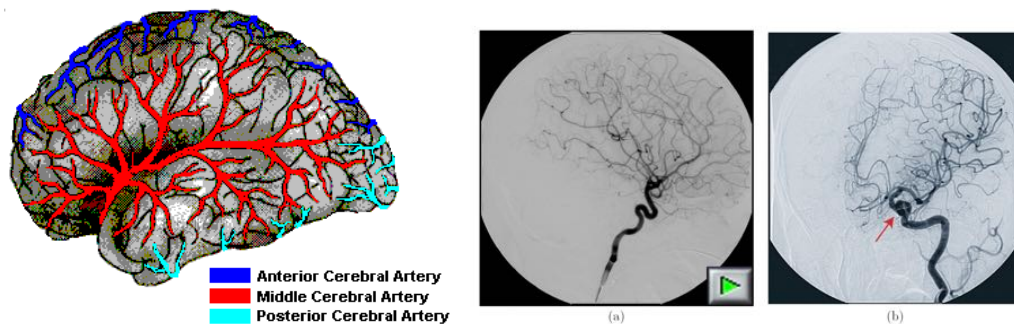 Anterior Cerebral Artery
Middle Cerebral Artery
Posterior Cerebral Artery
(a)
(b)